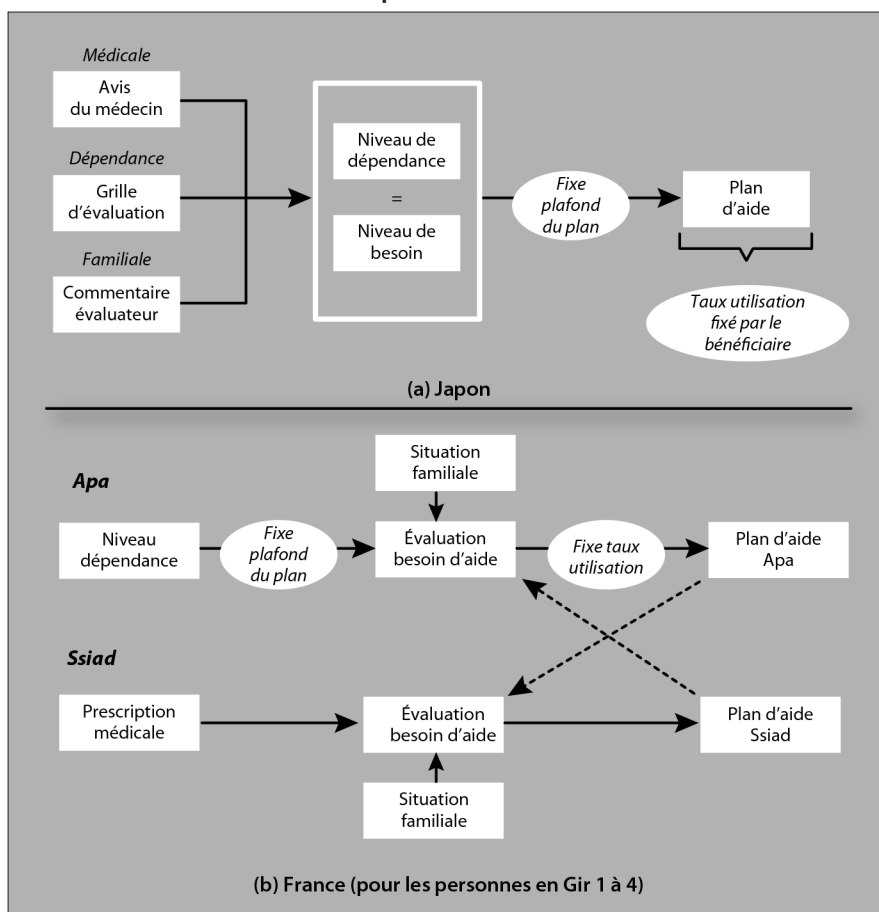 Médicale
Avis
du médecin
Dépendance
Grille
d'évaluation
Familiale
Commentaire
évaluateur
Niveau de
dépendance
=
Niveau de
besoin
Fixe
plafond
du plan
Plan
d'aide
Taux utilisation
fixé par le
bénéficiaire
(a) Japon
Apa
Situation
familiale
Niveau
dépendance
Fixe
plafond
du plan
Évaluation
besoin d'aide
Fixe taux
utilisation
Plan d'aide
Apa
Ssiad
Prescription
médicale
Évaluation
besoin d'aide
Plan d'aide
Ssiad
Situation
familiale
(b) France (pour les personnes en Gir 1 à 4)